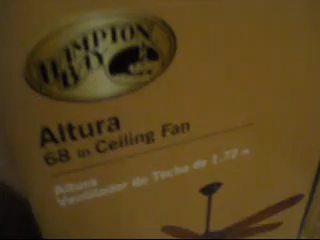 HAMPTON
BAY
Altura
68 in Ceiling Fan
Altura
Ventilador de Techo de 1.72 m